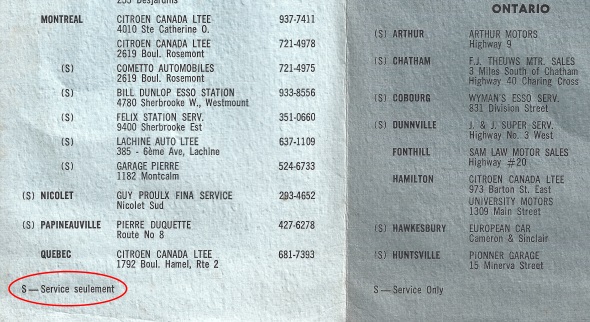 255 Desjardins
MONTREAL CITROEN CANADA LTEE 937-7411
4010 Ste Catherine O.
CITROEN CANADA LTEE 721-4978
2619 Boul. Rosemont
(S) COMETTO AUTOMOBILES 721-4975
2619 Boul. Rosemont
(S) BILL DUNLOP ESSO STATION 933-8556
4780 Sherbrooke W., Westmount
(S) FELIX STATION SERV. 351-0660
9400 Sherbrooke Est
(S) LACHINE AUTO LTEE 637-1109
385 - 6ème Ave, Lachine
(S) GARAGE PIERRE 524-6733
1182 Montcalm
(S) NICOLET GUY PROULX FINA SERVICE 293-4652
Nicolet Sud
(S) PAPINEAUVILLE PIERRE DUQUETTE 427-6278
Route No 8
QUEBEC CITROEN CANADA LTEE 681-7393
1792 Boul. Hamel, Rte 2
S — Service seulement
ONTARIO
(S) ARTHUR ARTHUR MOTORS
Highway 9
(S) CHATHAM F.J. THEUWS MTR. SALES
3 Miles South of Chatham
Highway 40 Charing Cross
(S) COBOURG WYMAN'S ESSO SERV.
831 Division Street
(S) DUNNVILLE J. & J. SUPER SERV.
Highway No. 3 West
FONTHILL SAM LAW MOTOR SALES
Highway #20
HAMILTON CITROEN CANADA LTEE
973 Barton St. East
UNIVERSITY MOTORS
1309 Main Street
(S) HAWKESBURY EUROPEAN CAR
Cameron & Sinclair
(S) HUNTSVILLE PIONNER GARAGE
15 Minerva Street
S — Service Only